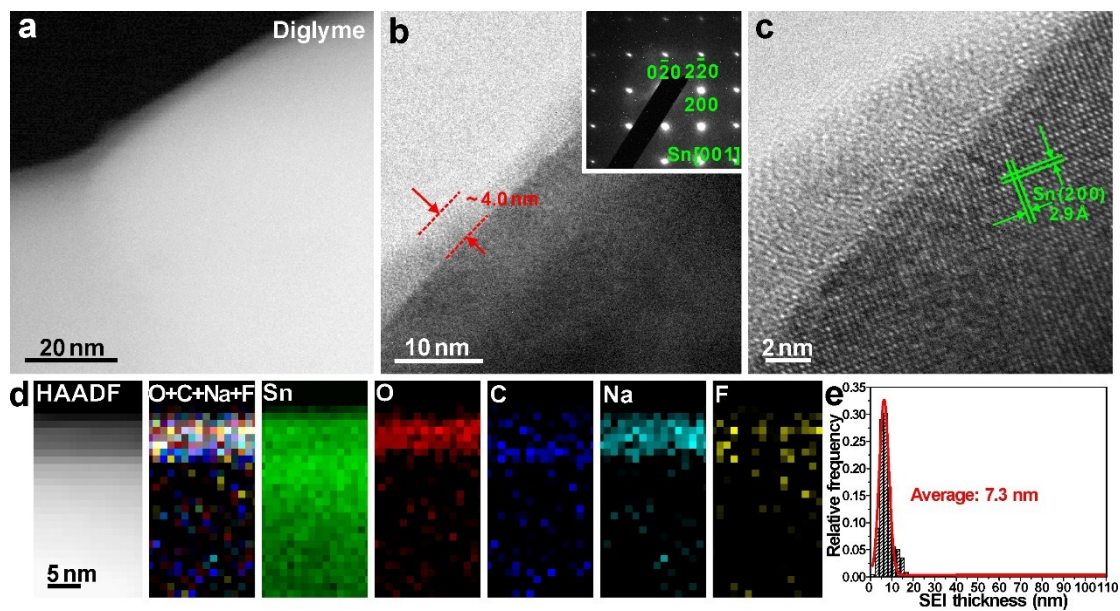 a
Diglyme
20 nm
b
02̄0 22̄0
200
Sn[001]
~ 4.0 nm
10 nm
c
Sn(200)
2.9 Å
2 nm
d
HAADF
O+C+Na+F
Sn
O
C
Na
F
5 nm
e
Relative frequency
0.35
0.30
0.25
0.20
0.15
0.10
0.05
0.00
Average: 7.3 nm
0 10 20 30 40 50 60 70 80 90 100 110
SEI thickness (nm)